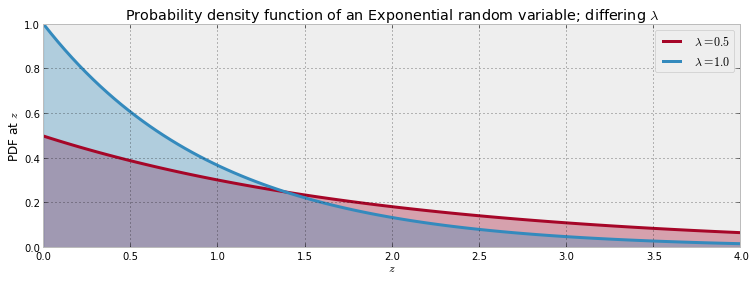 Probability density function of an Exponential random variable; differing λ
λ=0.5
λ=1.0
1.0
0.8
0.6
0.4
0.2
0.0
PDF at z
0.0 0.5 1.0 1.5 2.0 2.5 3.0 3.5 4.0
z